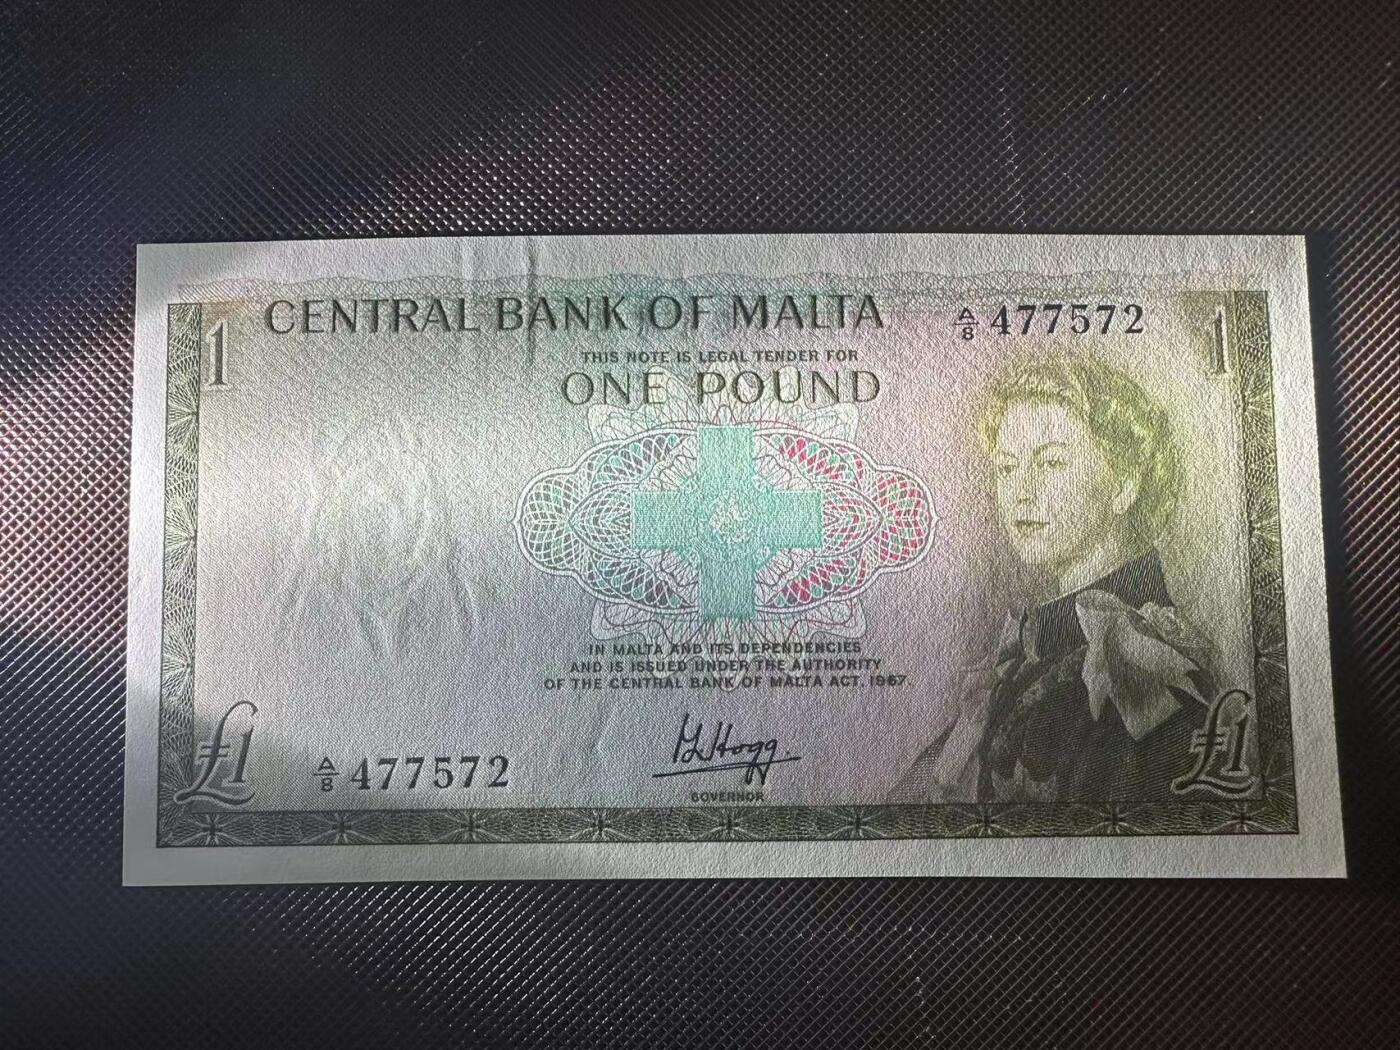 CENTRAL BANK OF MALTA
A/8 477572
1
1
THIS NOTE IS LEGAL TENDER FOR
ONE POUND
IN MALTA AND ITS DEPENDENCIES
AND IS ISSUED UNDER THE AUTHORITY
OF THE CENTRAL BANK OF MALTA ACT, 1967.
£1
A/8 477572
Hogg.
GOVERNOR
£1